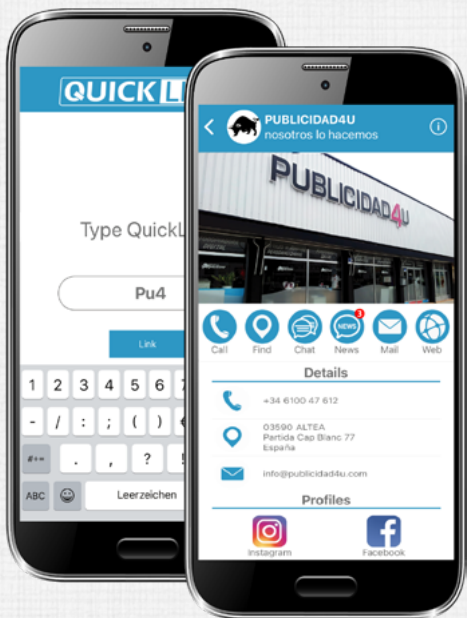 QUICK
Type QuickL
Pu4
Link
1 2 3 4 5 6
- / : ; ( )
#+= . , ?
ABC Leerzeichen
PUBLICIDAD4U
nosotros lo hacemos
PUBLICIDAD4U
Call Find Chat News Mail Web
NEWS 3
Details
+34 6100 47 612
03590 ALTEA
Partida Cap Blanc 77
España
info@publicidad4u.com
Profiles
Instagram Facebook